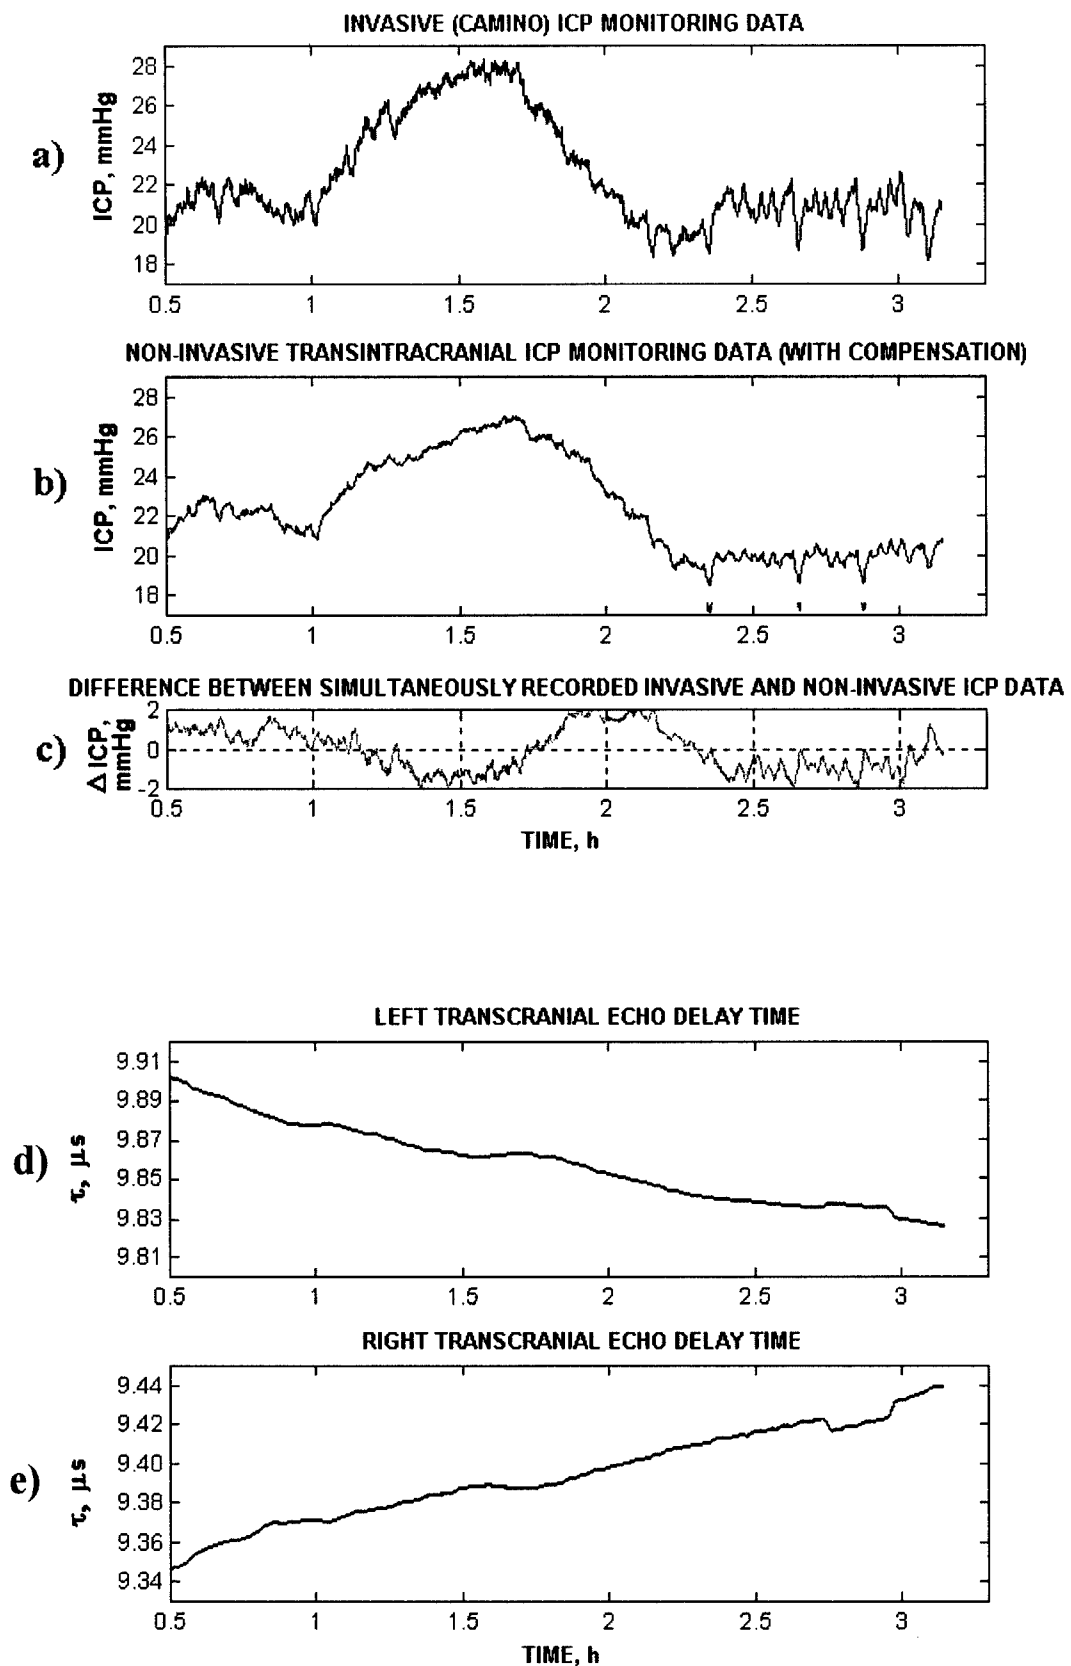 INVASIVE (CAMINO) ICP MONITORING DATA
a)
ICP, mmHg
28
26
24
22
20
18
0.5 1 1.5 2 2.5 3
NON-INVASIVE TRANSINTRACRANIAL ICP MONITORING DATA (WITH COMPENSATION)
b)
ICP, mmHg
28
26
24
22
20
18
0.5 1 1.5 2 2.5 3
DIFFERENCE BETWEEN SIMULTANEOUSLY RECORDED INVASIVE AND NON-INVASIVE ICP DATA
c)
Δ ICP,
mmHg
2
0
-2
0.5 1 1.5 2 2.5 3
TIME, h
LEFT TRANSCRANIAL ECHO DELAY TIME
d)
τ, μs
9.91
9.89
9.87
9.85
9.83
9.81
0.5 1 1.5 2 2.5 3
RIGHT TRANSCRANIAL ECHO DELAY TIME
e)
τ, μs
9.44
9.42
9.40
9.38
9.36
9.34
0.5 1 1.5 2 2.5 3
TIME, h